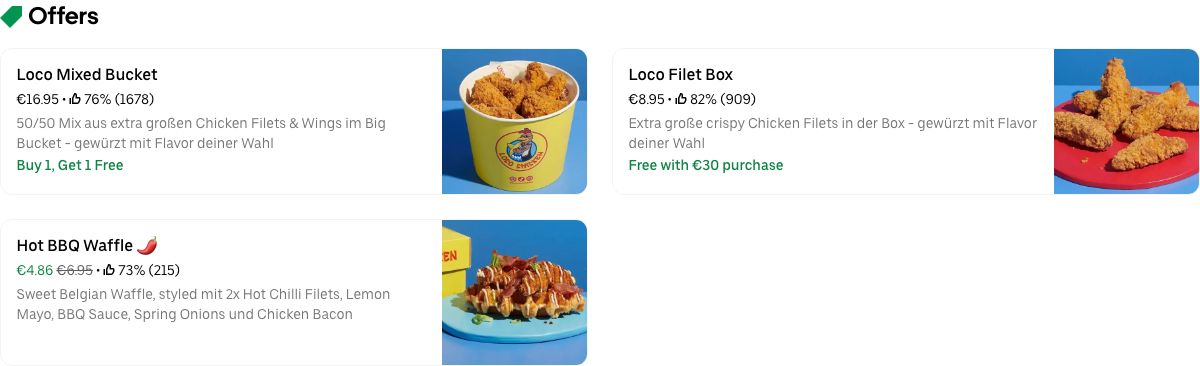 Offers
Loco Mixed Bucket
€16.95 • 76% (1678)
50/50 Mix aus extra großen Chicken Filets & Wings im Big
Bucket - gewürzt mit Flavor deiner Wahl
Buy 1, Get 1 Free
LOCO CHICKEN
Loco Filet Box
€8.95 • 82% (909)
Extra große crispy Chicken Filets in der Box - gewürzt mit Flavor
deiner Wahl
Free with €30 purchase
Hot BBQ Waffle 🌶️
€4.86 €6.95 • 73% (215)
Sweet Belgian Waffle, styled mit 2x Hot Chilli Filets, Lemon
Mayo, BBQ Sauce, Spring Onions und Chicken Bacon
EN